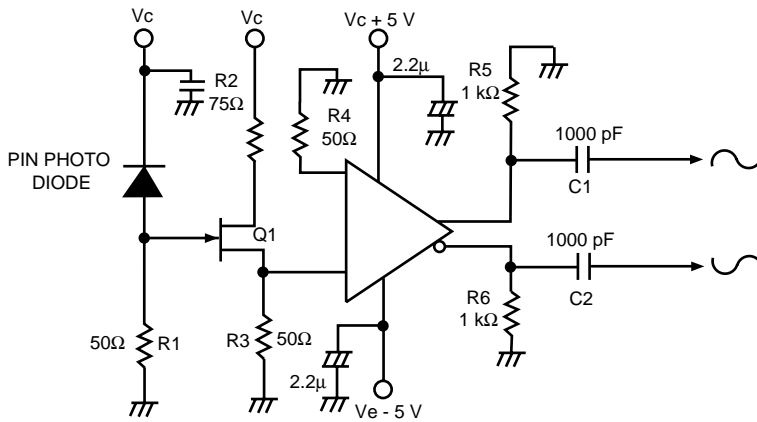 Vc
Vc
Vc + 5 V
R2
75Ω
2.2µ
R4
50Ω
R5
1 kΩ
1000 pF
C1
PIN PHOTO
DIODE
Q1
1000 pF
C2
50Ω
R1
R3
50Ω
2.2µ
R6
1 kΩ
Ve - 5 V